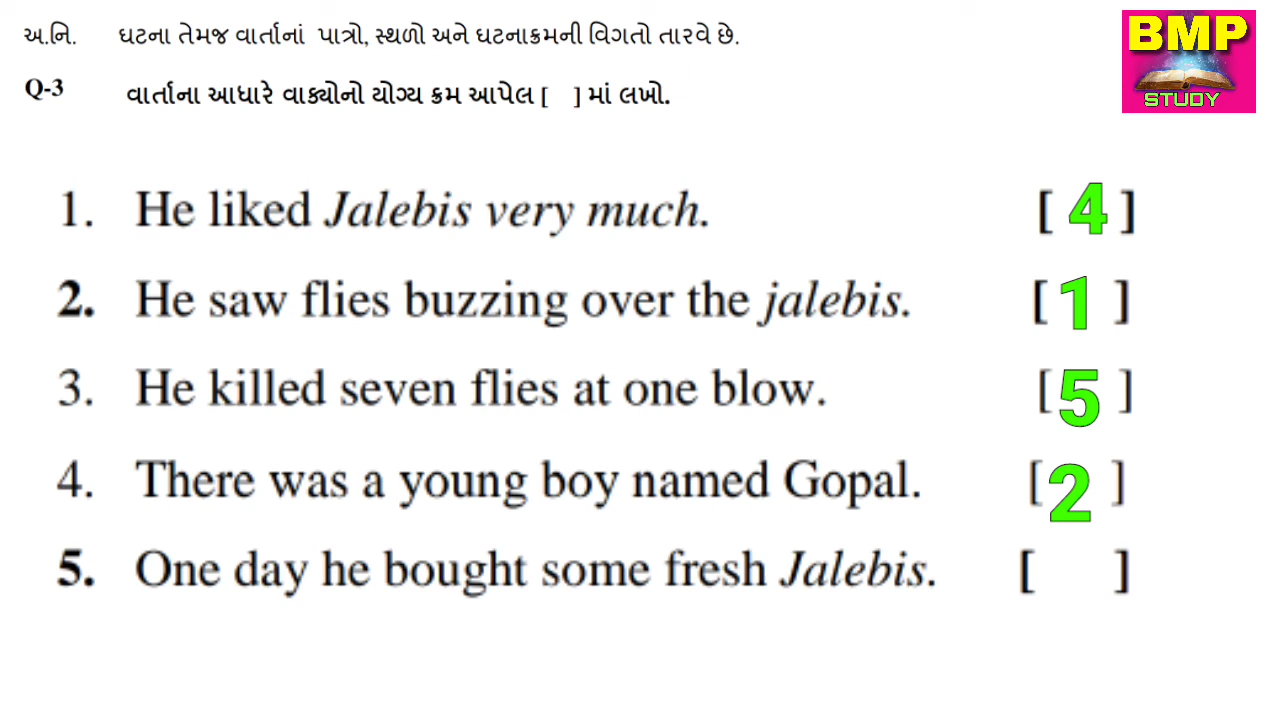 અ.નિ. ઘટના તેમજ વાર્તાનાં પાત્રો, સ્થળો અને ઘટનાક્રમની વિગતો તારવે છે.
BMP
STUDY
Q-3 વાર્તાના આધારે વાક્યોનો યોગ્ય ક્રમ આપેલ [ ] માં લખો.
1. He liked Jalebis very much. [ 4 ]
2. He saw flies buzzing over the jalebis. [ 1 ]
3. He killed seven flies at one blow. [ 5 ]
4. There was a young boy named Gopal. [ 2 ]
5. One day he bought some fresh Jalebis. [ ]